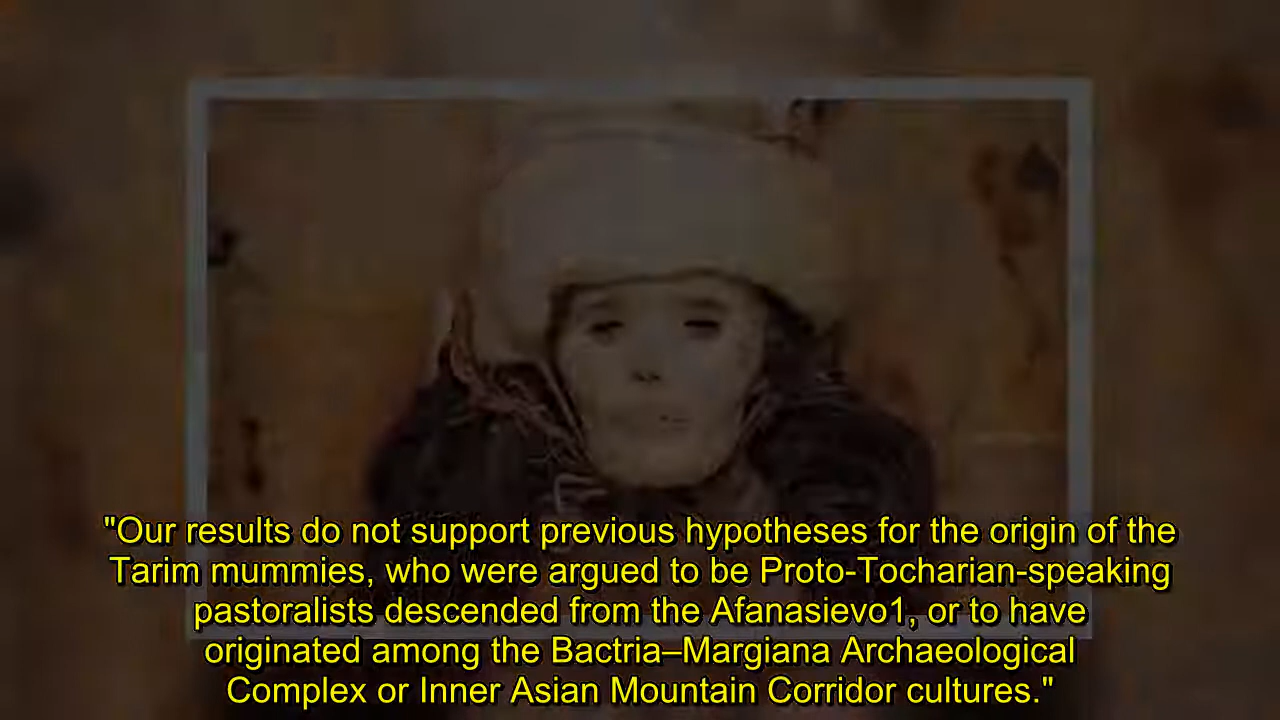 "Our results do not support previous hypotheses for the origin of the
Tarim mummies, who were argued to be Proto-Tocharian-speaking
pastoralists descended from the Afanasievo1, or to have
originated among the Bactria–Margiana Archaeological
Complex or Inner Asian Mountain Corridor cultures."